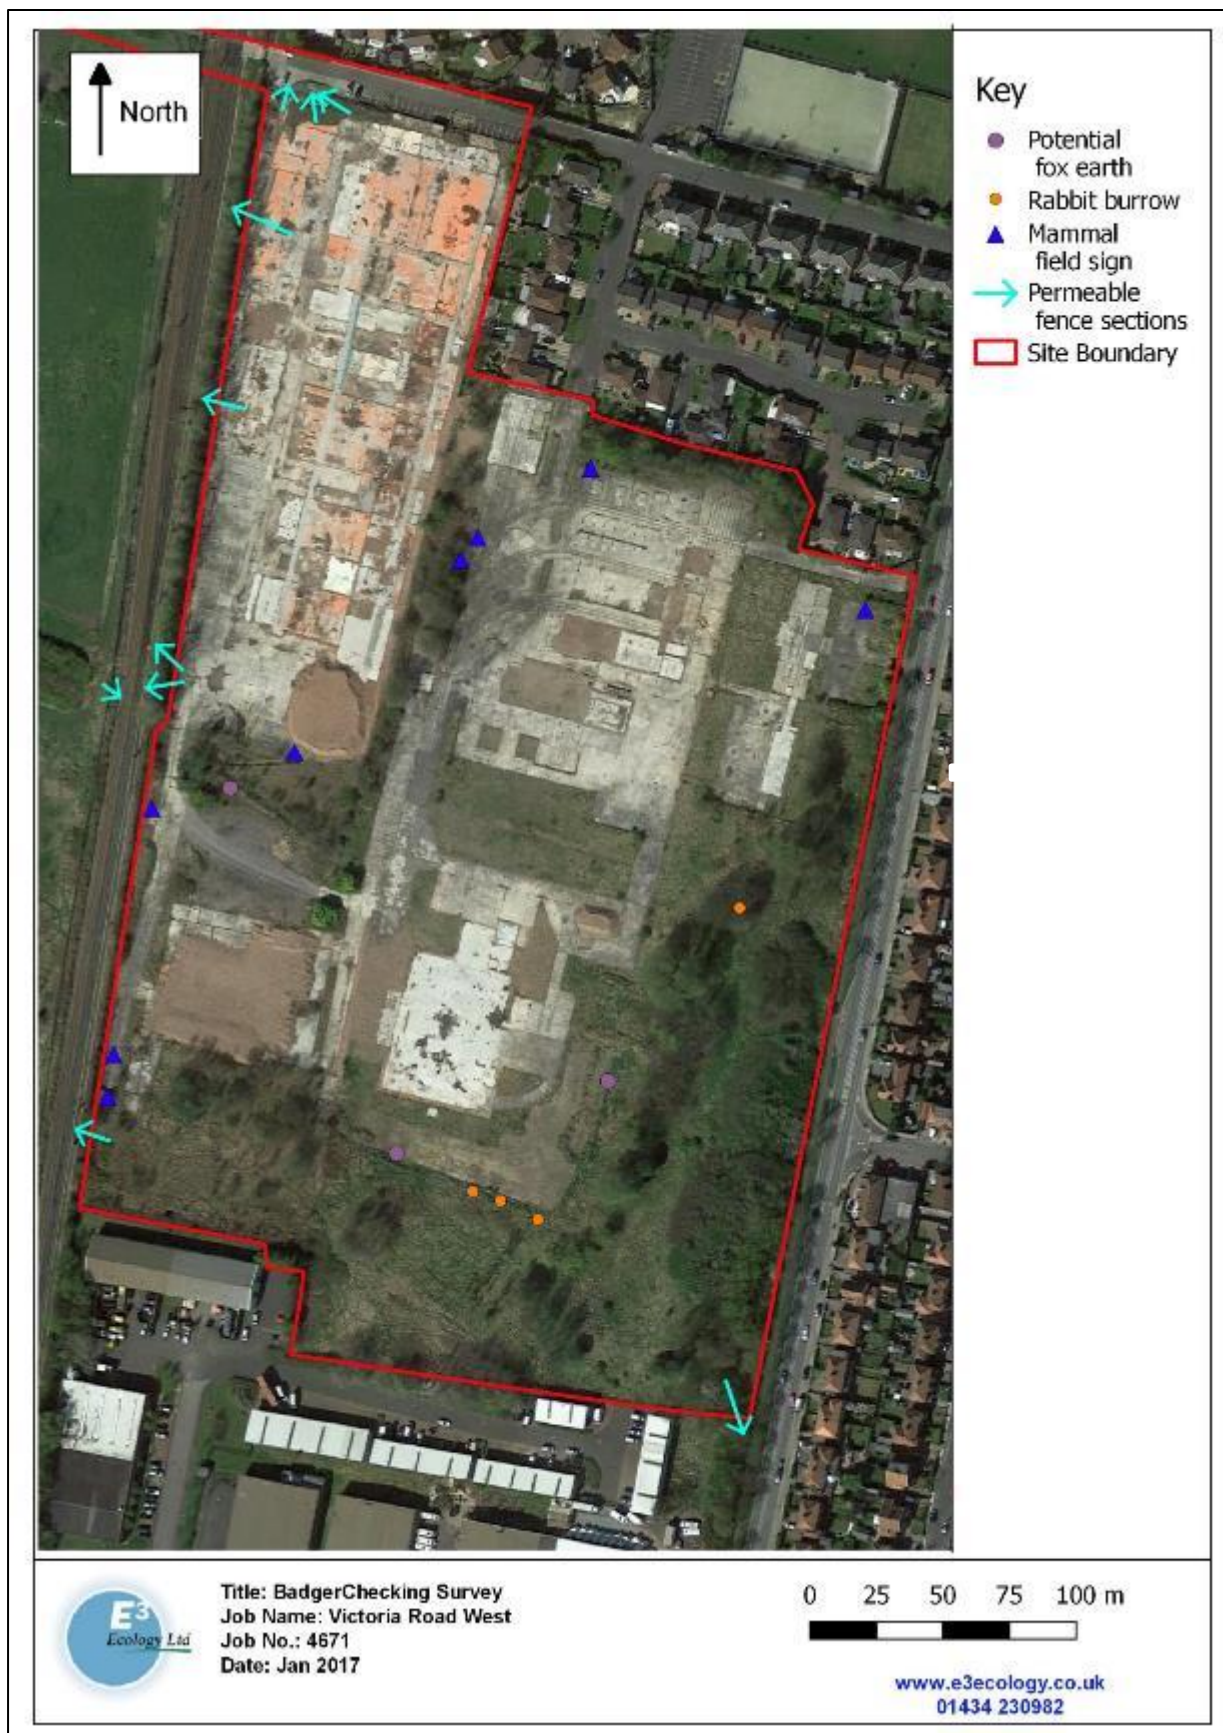 North
Key
Potential
fox earth
Rabbit burrow
Mammal
field sign
Permeable
fence sections
Site Boundary
E3
Ecology Ltd
Title: BadgerChecking Survey
Job Name: Victoria Road West
Job No.: 4671
Date: Jan 2017
0 25 50 75 100 m
www.e3ecology.co.uk
01434 230982